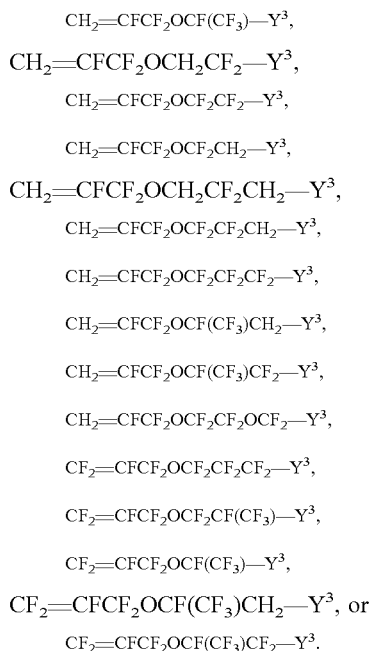 CH₂═CFCF₂OCF(CF₃)—Y³,
CH₂═CFCF₂OCH₂CF₂—Y³,
CH₂═CFCF₂OCF₂CF₂—Y³,
CH₂═CFCF₂OCF₂CH₂—Y³,
CH₂═CFCF₂OCH₂CF₂CH₂—Y³,
CH₂═CFCF₂OCF₂CF₂CH₂—Y³,
CH₂═CFCF₂OCF₂CF₂CF₂—Y³,
CH₂═CFCF₂OCF(CF₃)CH₂—Y³,
CH₂═CFCF₂OCF(CF₃)CF₂—Y³,
CH₂═CFCF₂OCF₂CF₂OCF₂—Y³,
CF₂═CFCF₂OCF₂CF₂CF₂—Y³,
CF₂═CFCF₂OCF₂CF(CF₃)—Y³,
CF₂═CFCF₂OCF(CF₃)—Y³,
CF₂═CFCF₂OCF(CF₃)CH₂—Y³, or
CF₂═CFCF₂OCF(CF₃)CF₂—Y³.